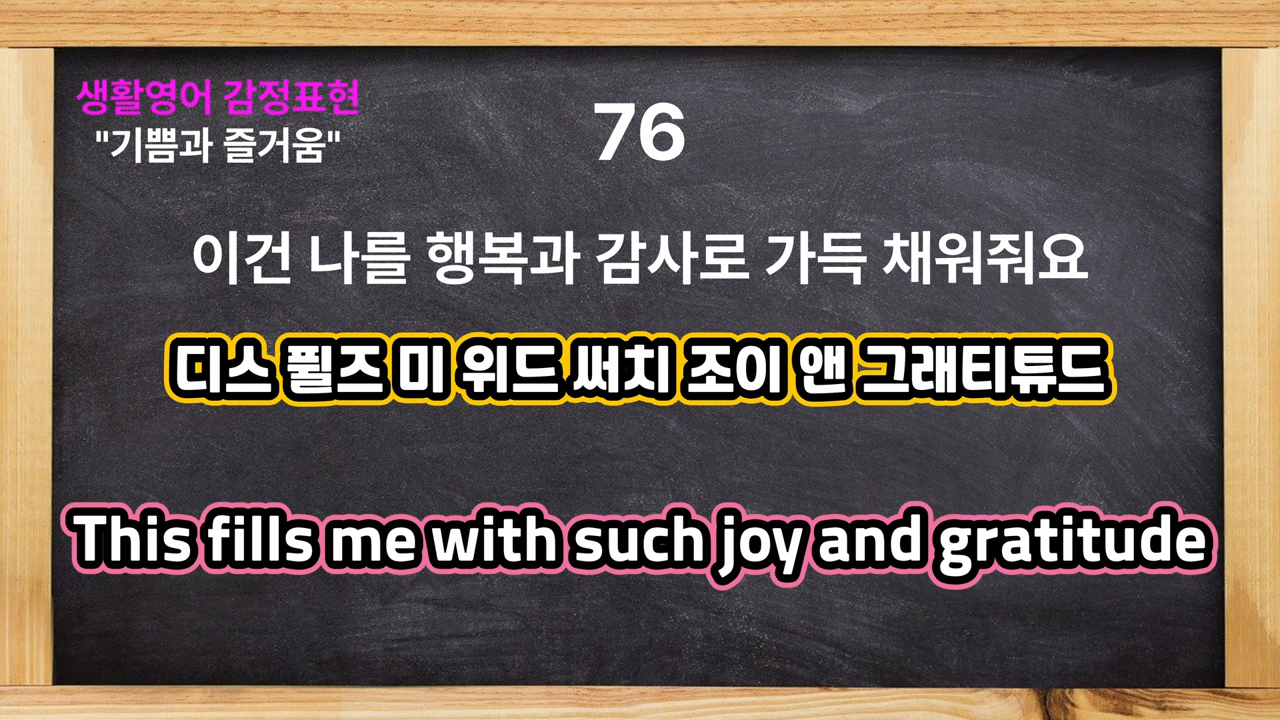 생활영어 감정표현
"기쁨과 즐거움"
76
이건 나를 행복과 감사로 가득 채워줘요
디스 퓔즈 미 위드 써치 조이 앤 그래티튜드
This fills me with such joy and gratitude